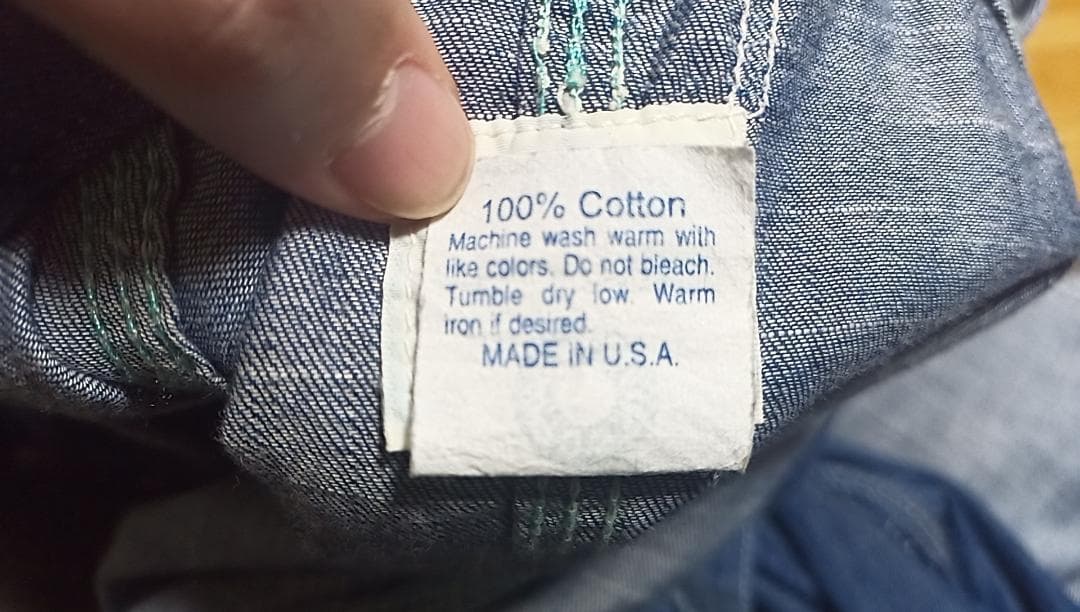 100% Cotton
Machine wash warm with
like colors. Do not bleach.
Tumble dry low. Warm
iron if desired.
MADE IN U.S.A.